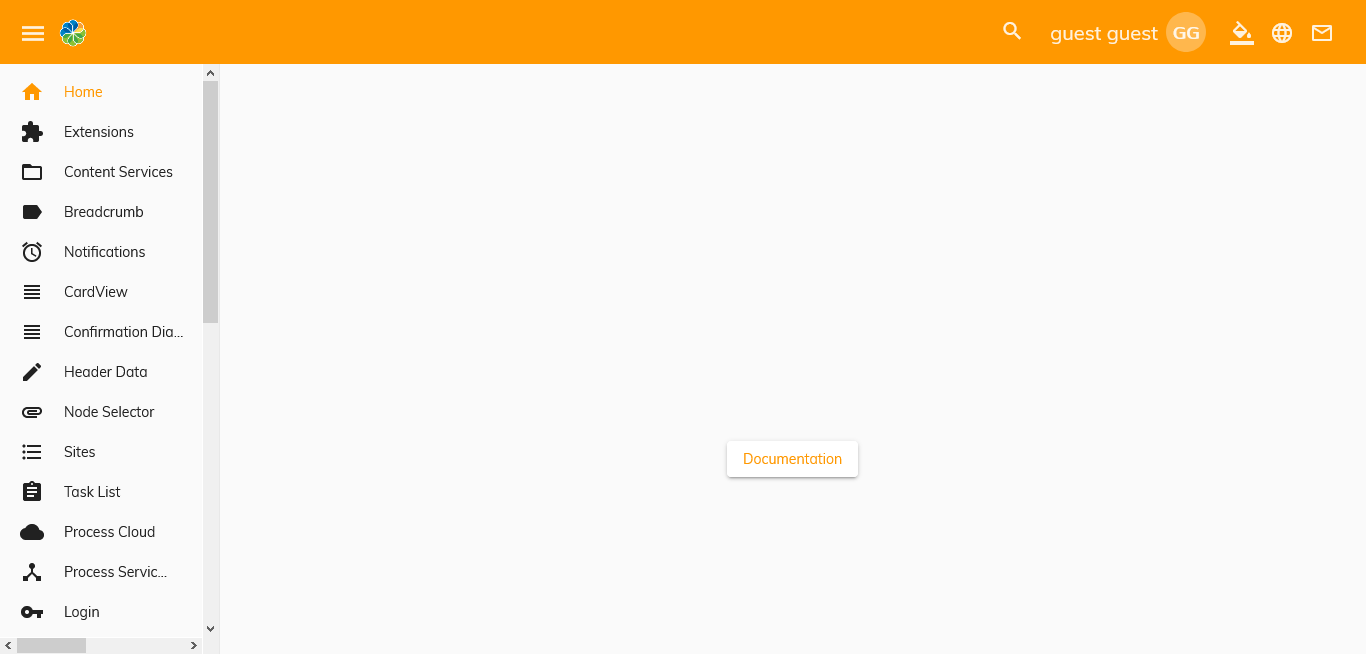 guest guest GG
Home
Extensions
Content Services
Breadcrumb
Notifications
CardView
Confirmation Dia...
Header Data
Node Selector
Sites
Task List
Process Cloud
Process Servic...
Login
Documentation